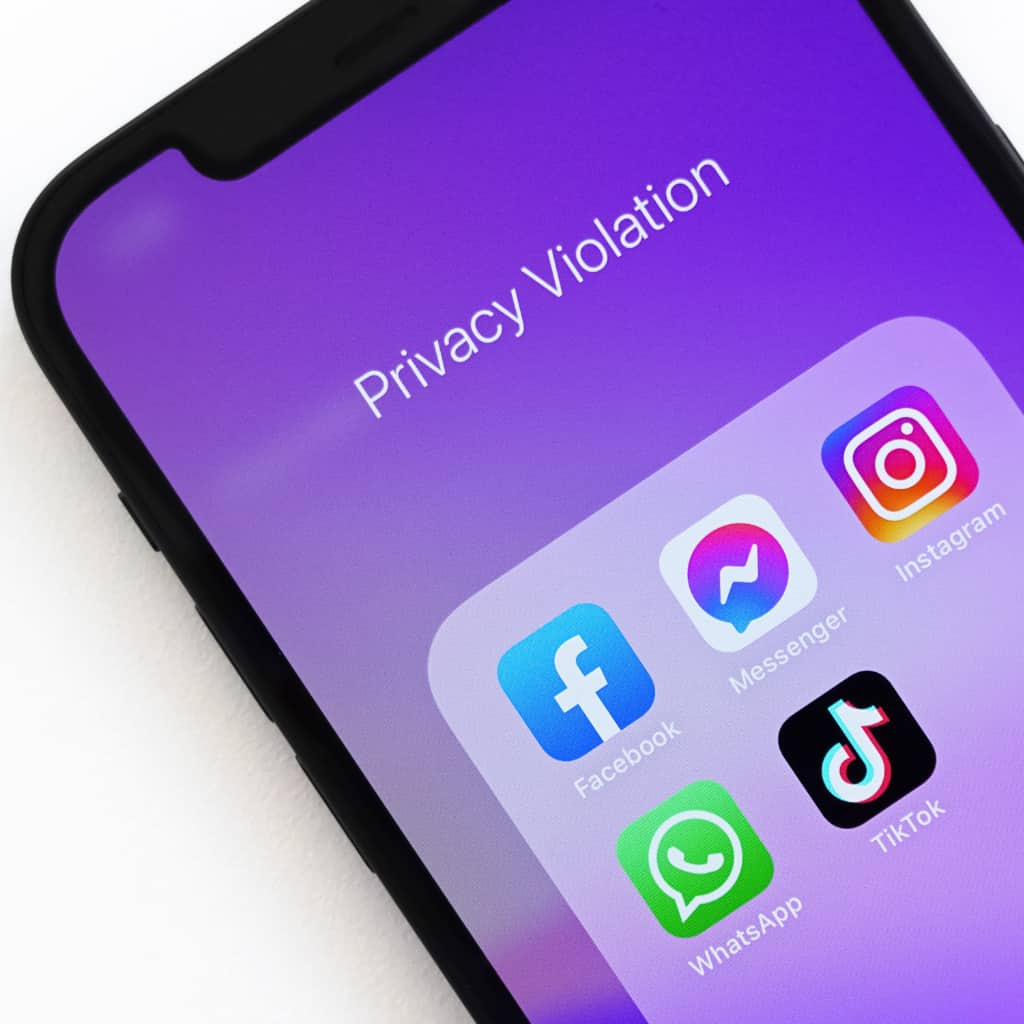 Privacy Violation
Facebook
Messenger
Instagram
WhatsApp
TikTok